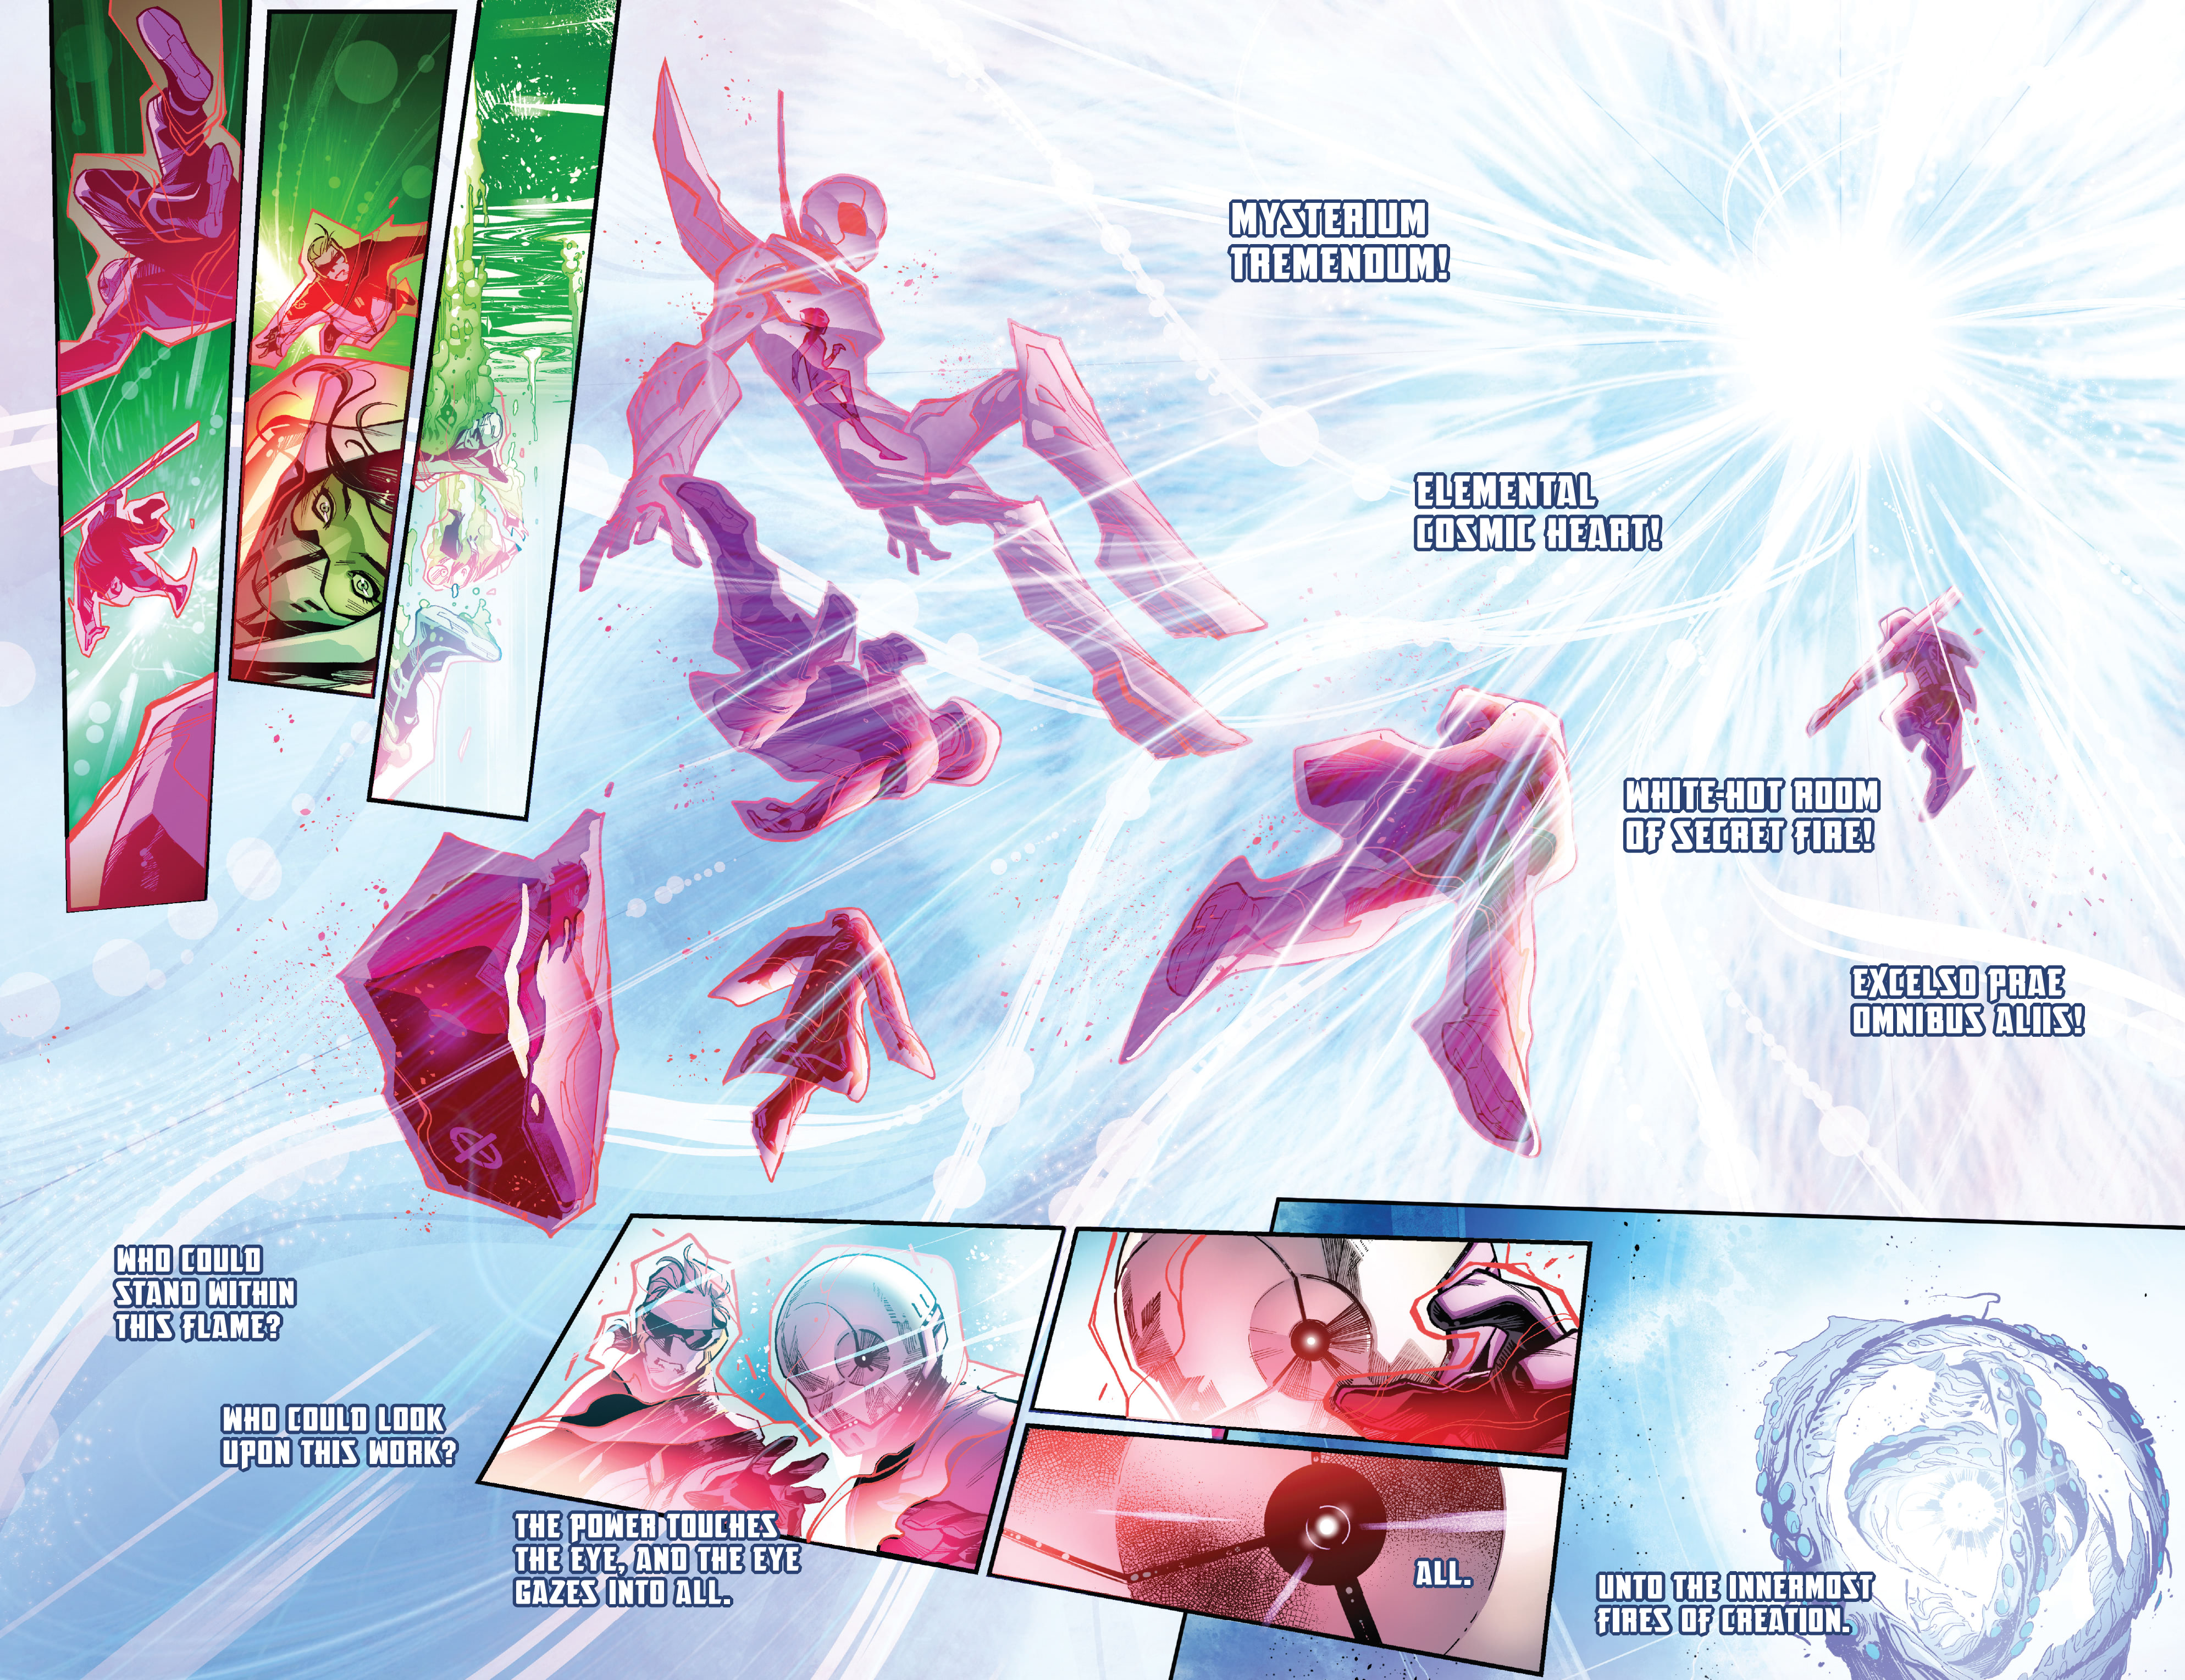 MYSTERIUM
TREMENDUM!
ELEMENTAL
COSMIC HEART!
WHITE-HOT ROOM
OF SECRET FIRE!
EXCELSO PRAE
OMNIBUS ALIIS!
WHO COULD
STAND WITHIN
THIS FLAME?
WHO COULD LOOK
UPON THIS WORK?
THE POWER TOUCHES
THE EYE, AND THE EYE
GAZES INTO ALL.
ALL.
UNTO THE INNERMOST
FIRES OF CREATION.